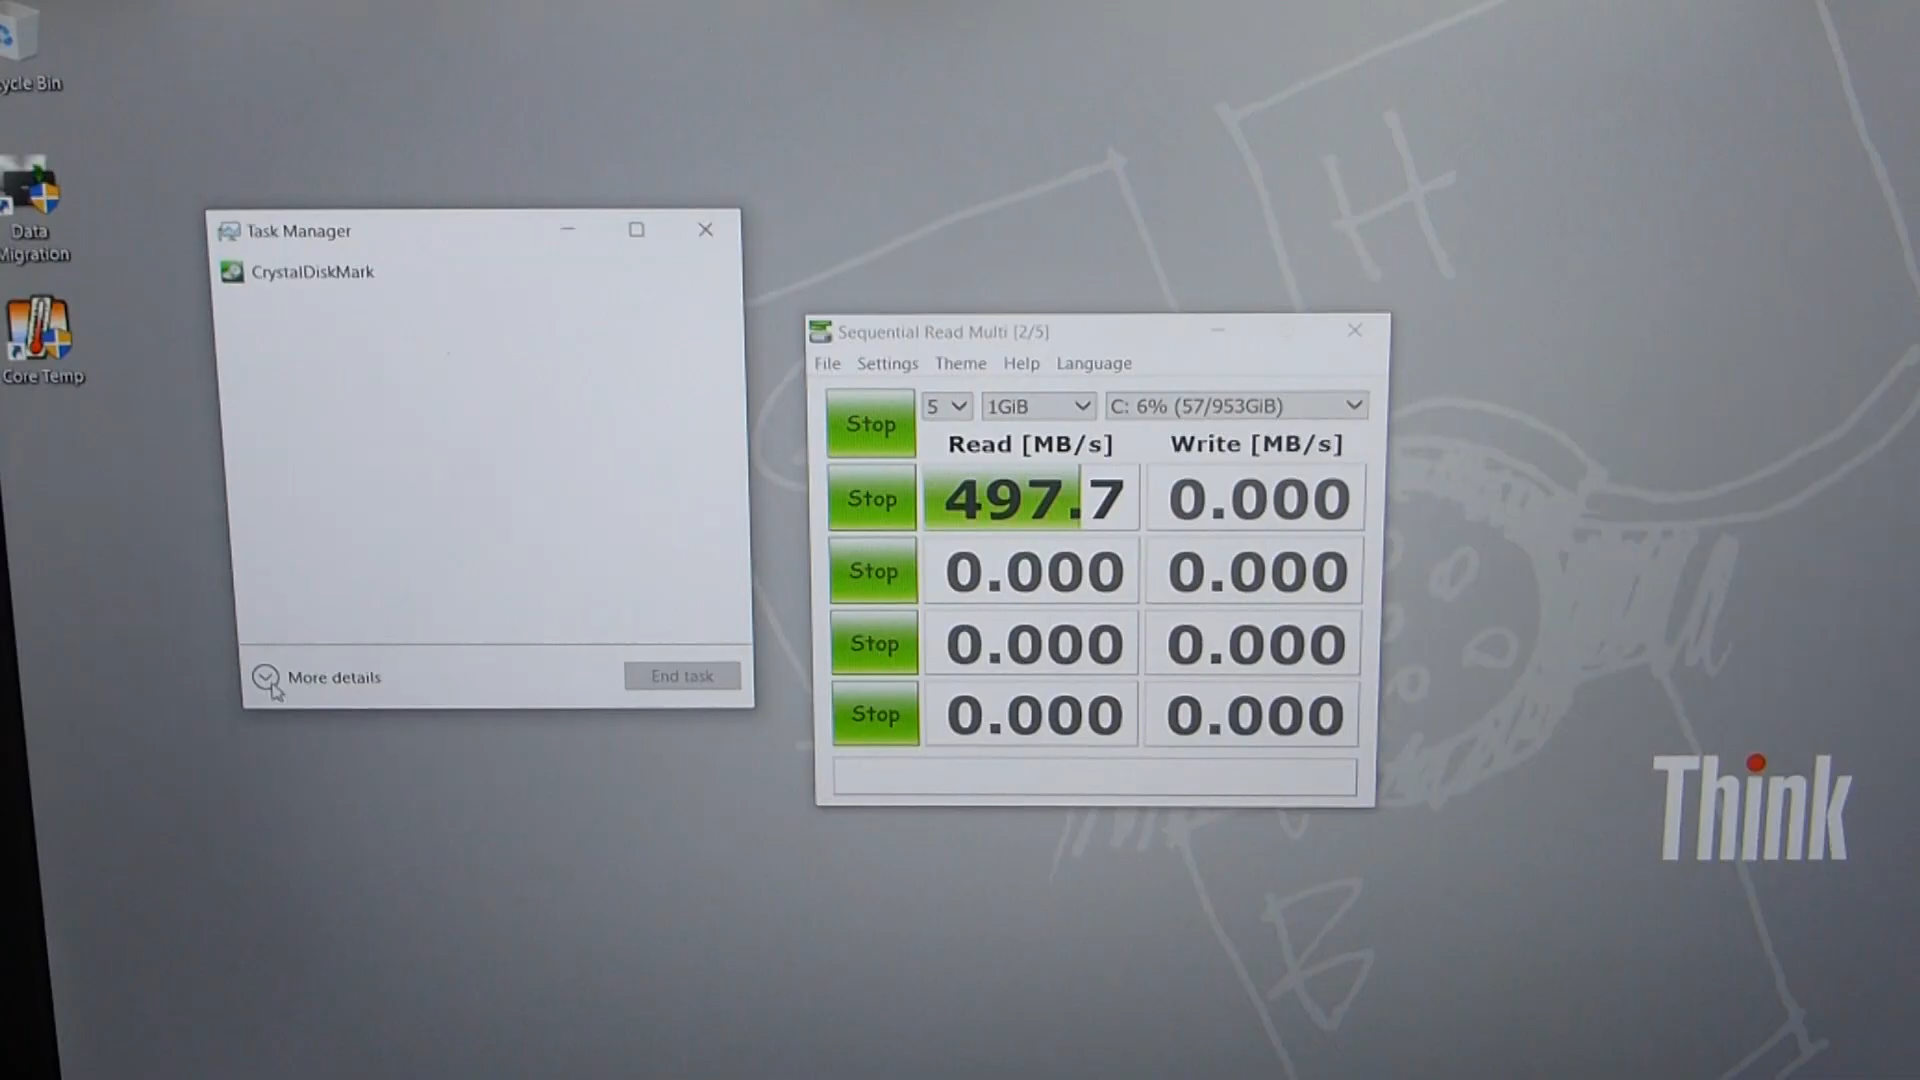 ycle Bin
Data
Migration
Core Temp
Task Manager
CrystalDiskMark
More details
End task
Sequential Read Multi [2/5]
File Settings Theme Help Language
Stop 5 1GiB C: 6% (57/953GiB)
Read [MB/s] Write [MB/s]
Stop 497.7 0.000
Stop 0.000 0.000
Stop 0.000 0.000
Stop 0.000 0.000
H
B
Think